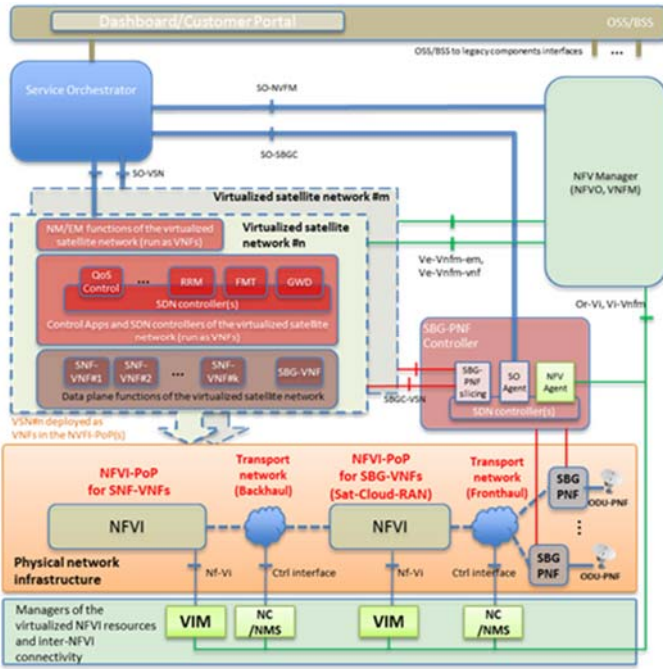 Dashboard/Customer Portal
OSS/BSS
OSS/BSS to legacy components interfaces
...
Service Orchestrator
SO-NVFM
SO-SBGC
SO-VSN
NFV Manager
(NFVO, VNFM)
Virtualized satellite network #m
Virtualized satellite
network #n
NM/EM functions of the virtualized
satellite network (run as VNFs)
Ve-Vnfm-em,
Ve-Vnfm-vnf
Or-Vi, Vi-Vnfm
QoS
Control
...
RRM
FMT
GWD
SDN controller(s)
Control Apps and SDN controllers of the virtualized satellite
network (run as VNFs)
SBG-PNF
Controller
SBG-
PNF
slicing
SO
Agent
NFV
Agent
SDN controller(s)
SBGC-VSN
SNF-
VNF#1
SNF-
VNF#2
...
SNF-
VNF#k
SBG-VNF
Data plane functions of the virtualized satellite network
VSN#n deployed as
VNFs in the NVFI-PoP(s)
NFVI-PoP
for SNF-VNFs
Transport
network
(Backhaul)
NFVI-PoP
for SBG-VNFs
(Sat-Cloud-RAN)
Transport
network
(Fronthaul)
NFVI
NFVI
SBG
PNF
ODU-PNF
...
SBG
PNF
ODU-PNF
Physical network
infrastructure
Nf-Vi
Ctrl interface
Nf-Vi
Ctrl interface
Managers of the
virtualized NFVI resources
and inter-NFVI
connectivity
VIM
NC
/NMS
VIM
NC
/NMS